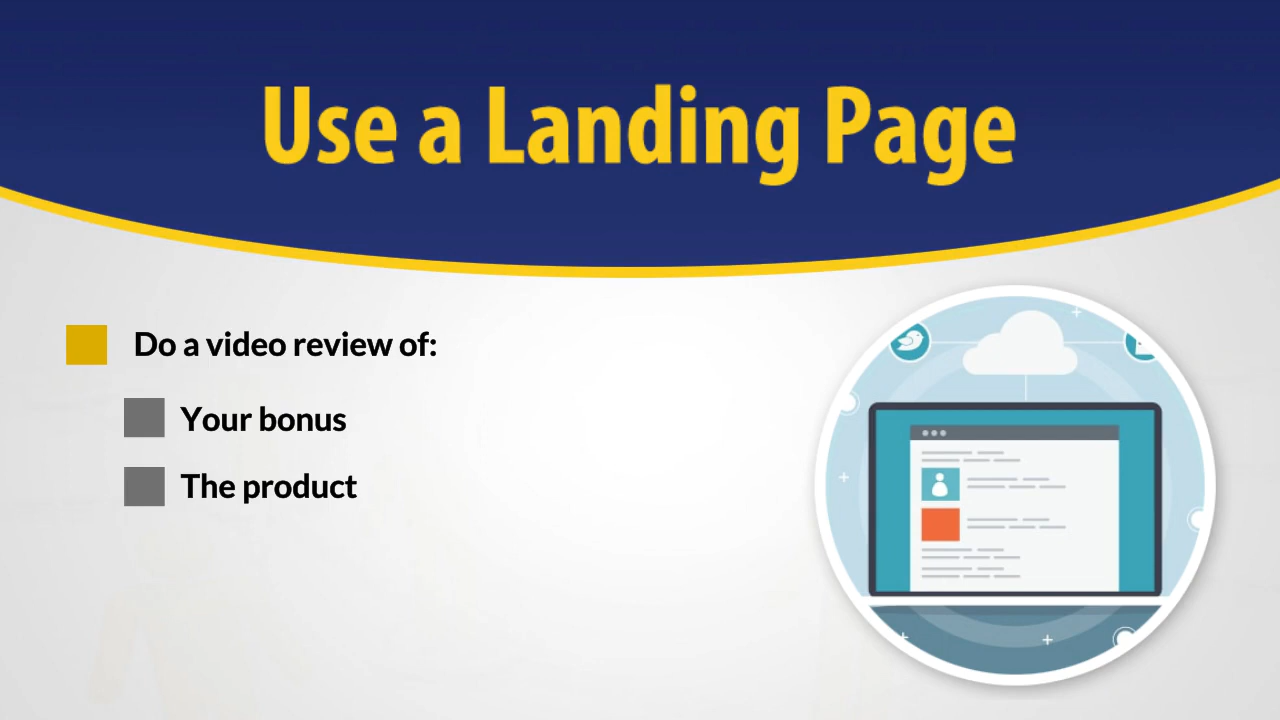 Use a Landing Page
Do a video review of:
Your bonus
The product